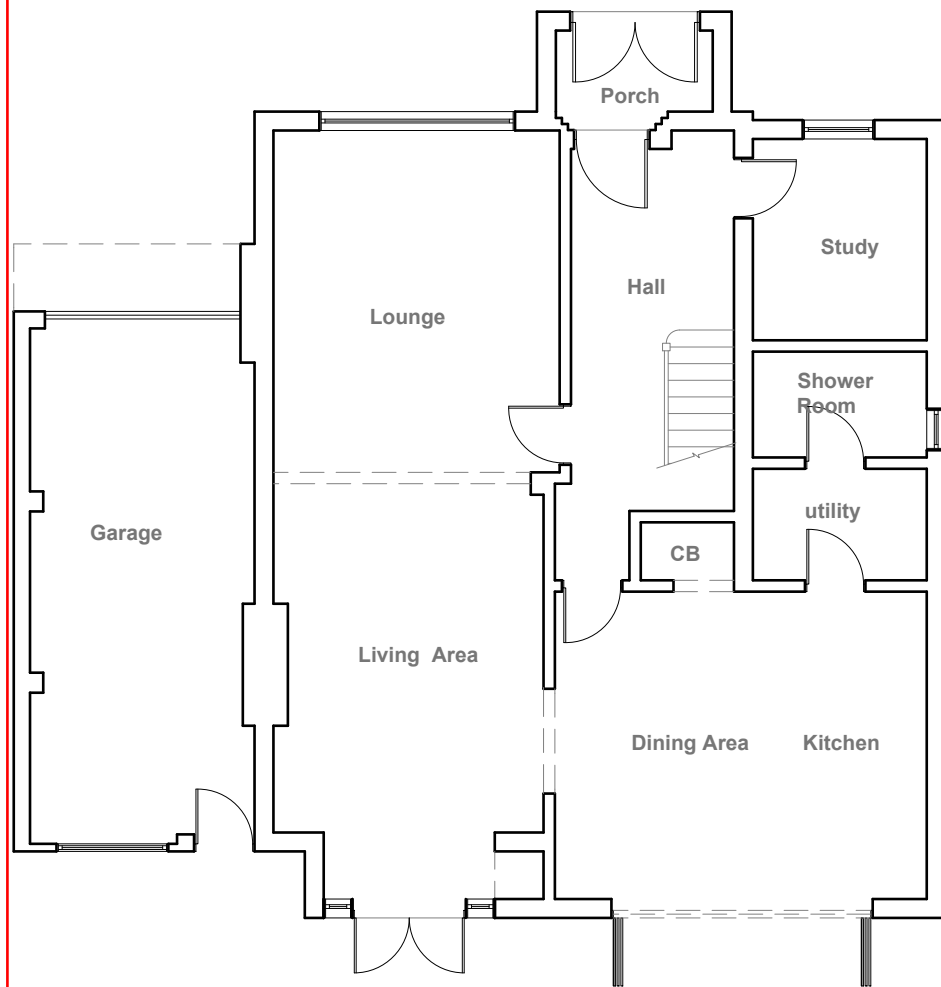 Porch
Study
Hall
Lounge
Shower
Room
utility
Garage
CB
Living Area
Dining Area
Kitchen